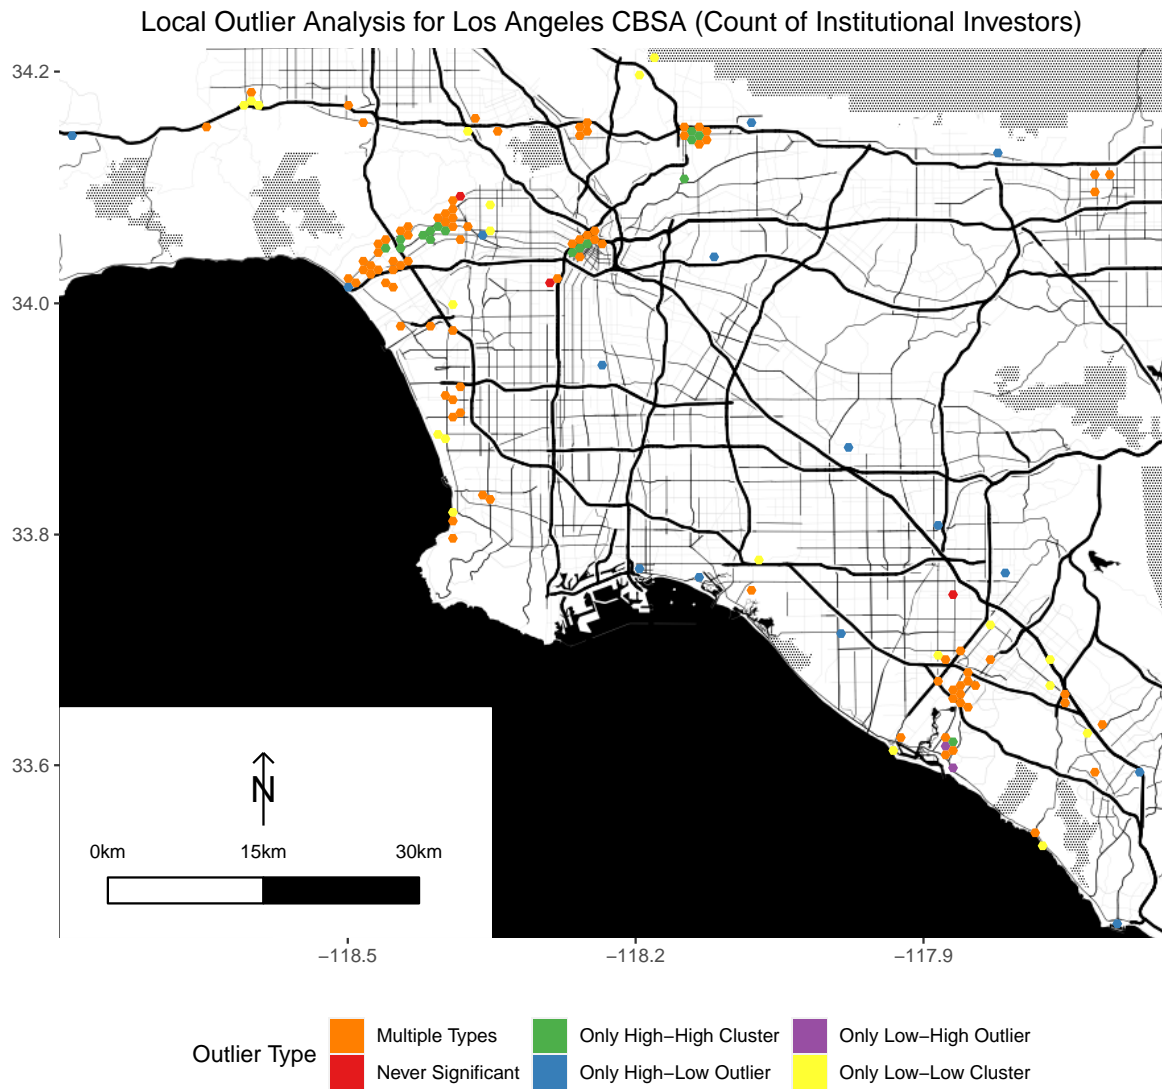 Local Outlier Analysis for Los Angeles CBSA (Count of Institutional Investors)
34.2
34.0
33.8
33.6
N
0km 15km 30km
−118.5 −118.2 −117.9
Outlier Type
Multiple Types Only High−High Cluster Only Low−High Outlier
Never Significant Only High−Low Outlier Only Low−Low Cluster